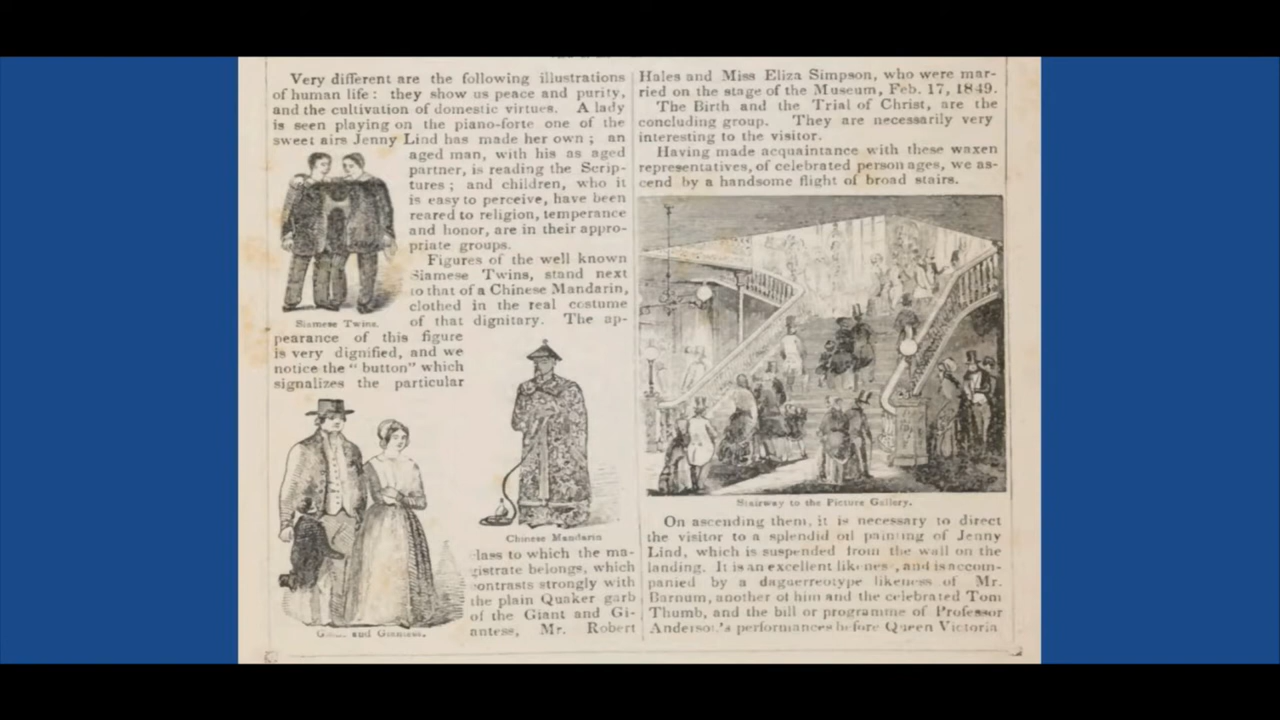 Very different are the following illustrations
of human life: they show us peace and purity,
and the cultivation of domestic virtues. A lady
is seen playing on the piano-forte one of the
sweet airs Jenny Lind has made her own; an
aged man, with his as aged
partner, is reading the Scrip-
tures; and children, who it
is easy to perceive, have been
reared to religion, temperance
and honor, are in their appro-
priate groups.
Figures of the well known
Siamese Twins, stand next
to that of a Chinese Mandarin,
clothed in the real costume
of that dignitary. The ap-
Siamese Twins.
pearance of this figure
is very dignified, and we
notice the "button" which
signalizes the particular
Chinese Mandarin
lass to which the ma-
gistrate belongs, which
contrasts strongly with
the plain Quaker garb
of the Giant and Gi-
antess, Mr. Robert
and Giantess.
Hales and Miss Eliza Simpson, who were mar-
ried on the stage of the Museum, Feb. 17, 1849.
The Birth and the Trial of Christ, are the
concluding group. They are necessarily very
interesting to the visitor.
Having made acquaintance with these waxen
representatives, of celebrated personages, we as-
cend by a handsome flight of broad stairs.
Stairway to the Picture Gallery.
On ascending them, it is necessary to direct
the visitor to a splendid oil painting of Jenny
Lind, which is suspended from the wall on the
landing. It is an excellent likenes , and is accom-
panied by a daguerreotype likeness of Mr.
Barnum, another of him and the celebrated Tom
Thumb, and the bill or programme of Professor
Anderson's performances before Queen Victoria